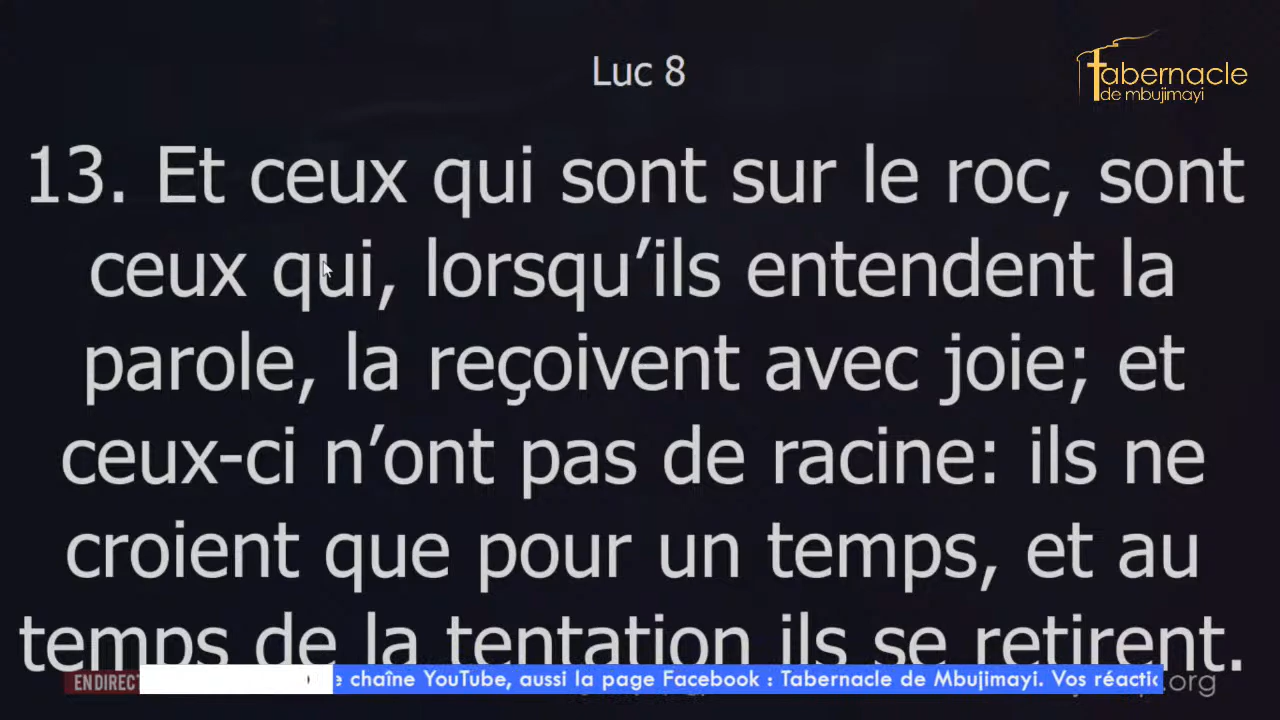 Luc 8
tabernacle
de mbujimayi
13. Et ceux qui sont sur le roc, sont
ceux qui, lorsqu’ils entendent la
parole, la reçoivent avec joie; et
ceux-ci n’ont pas de racine: ils ne
croient que pour un temps, et au
temps de la tentation ils se retirent.
EN DIRECT
e chaîne YouTube, aussi la page Facebook : Tabernacle de Mbujimayi. Vos réactio
.org